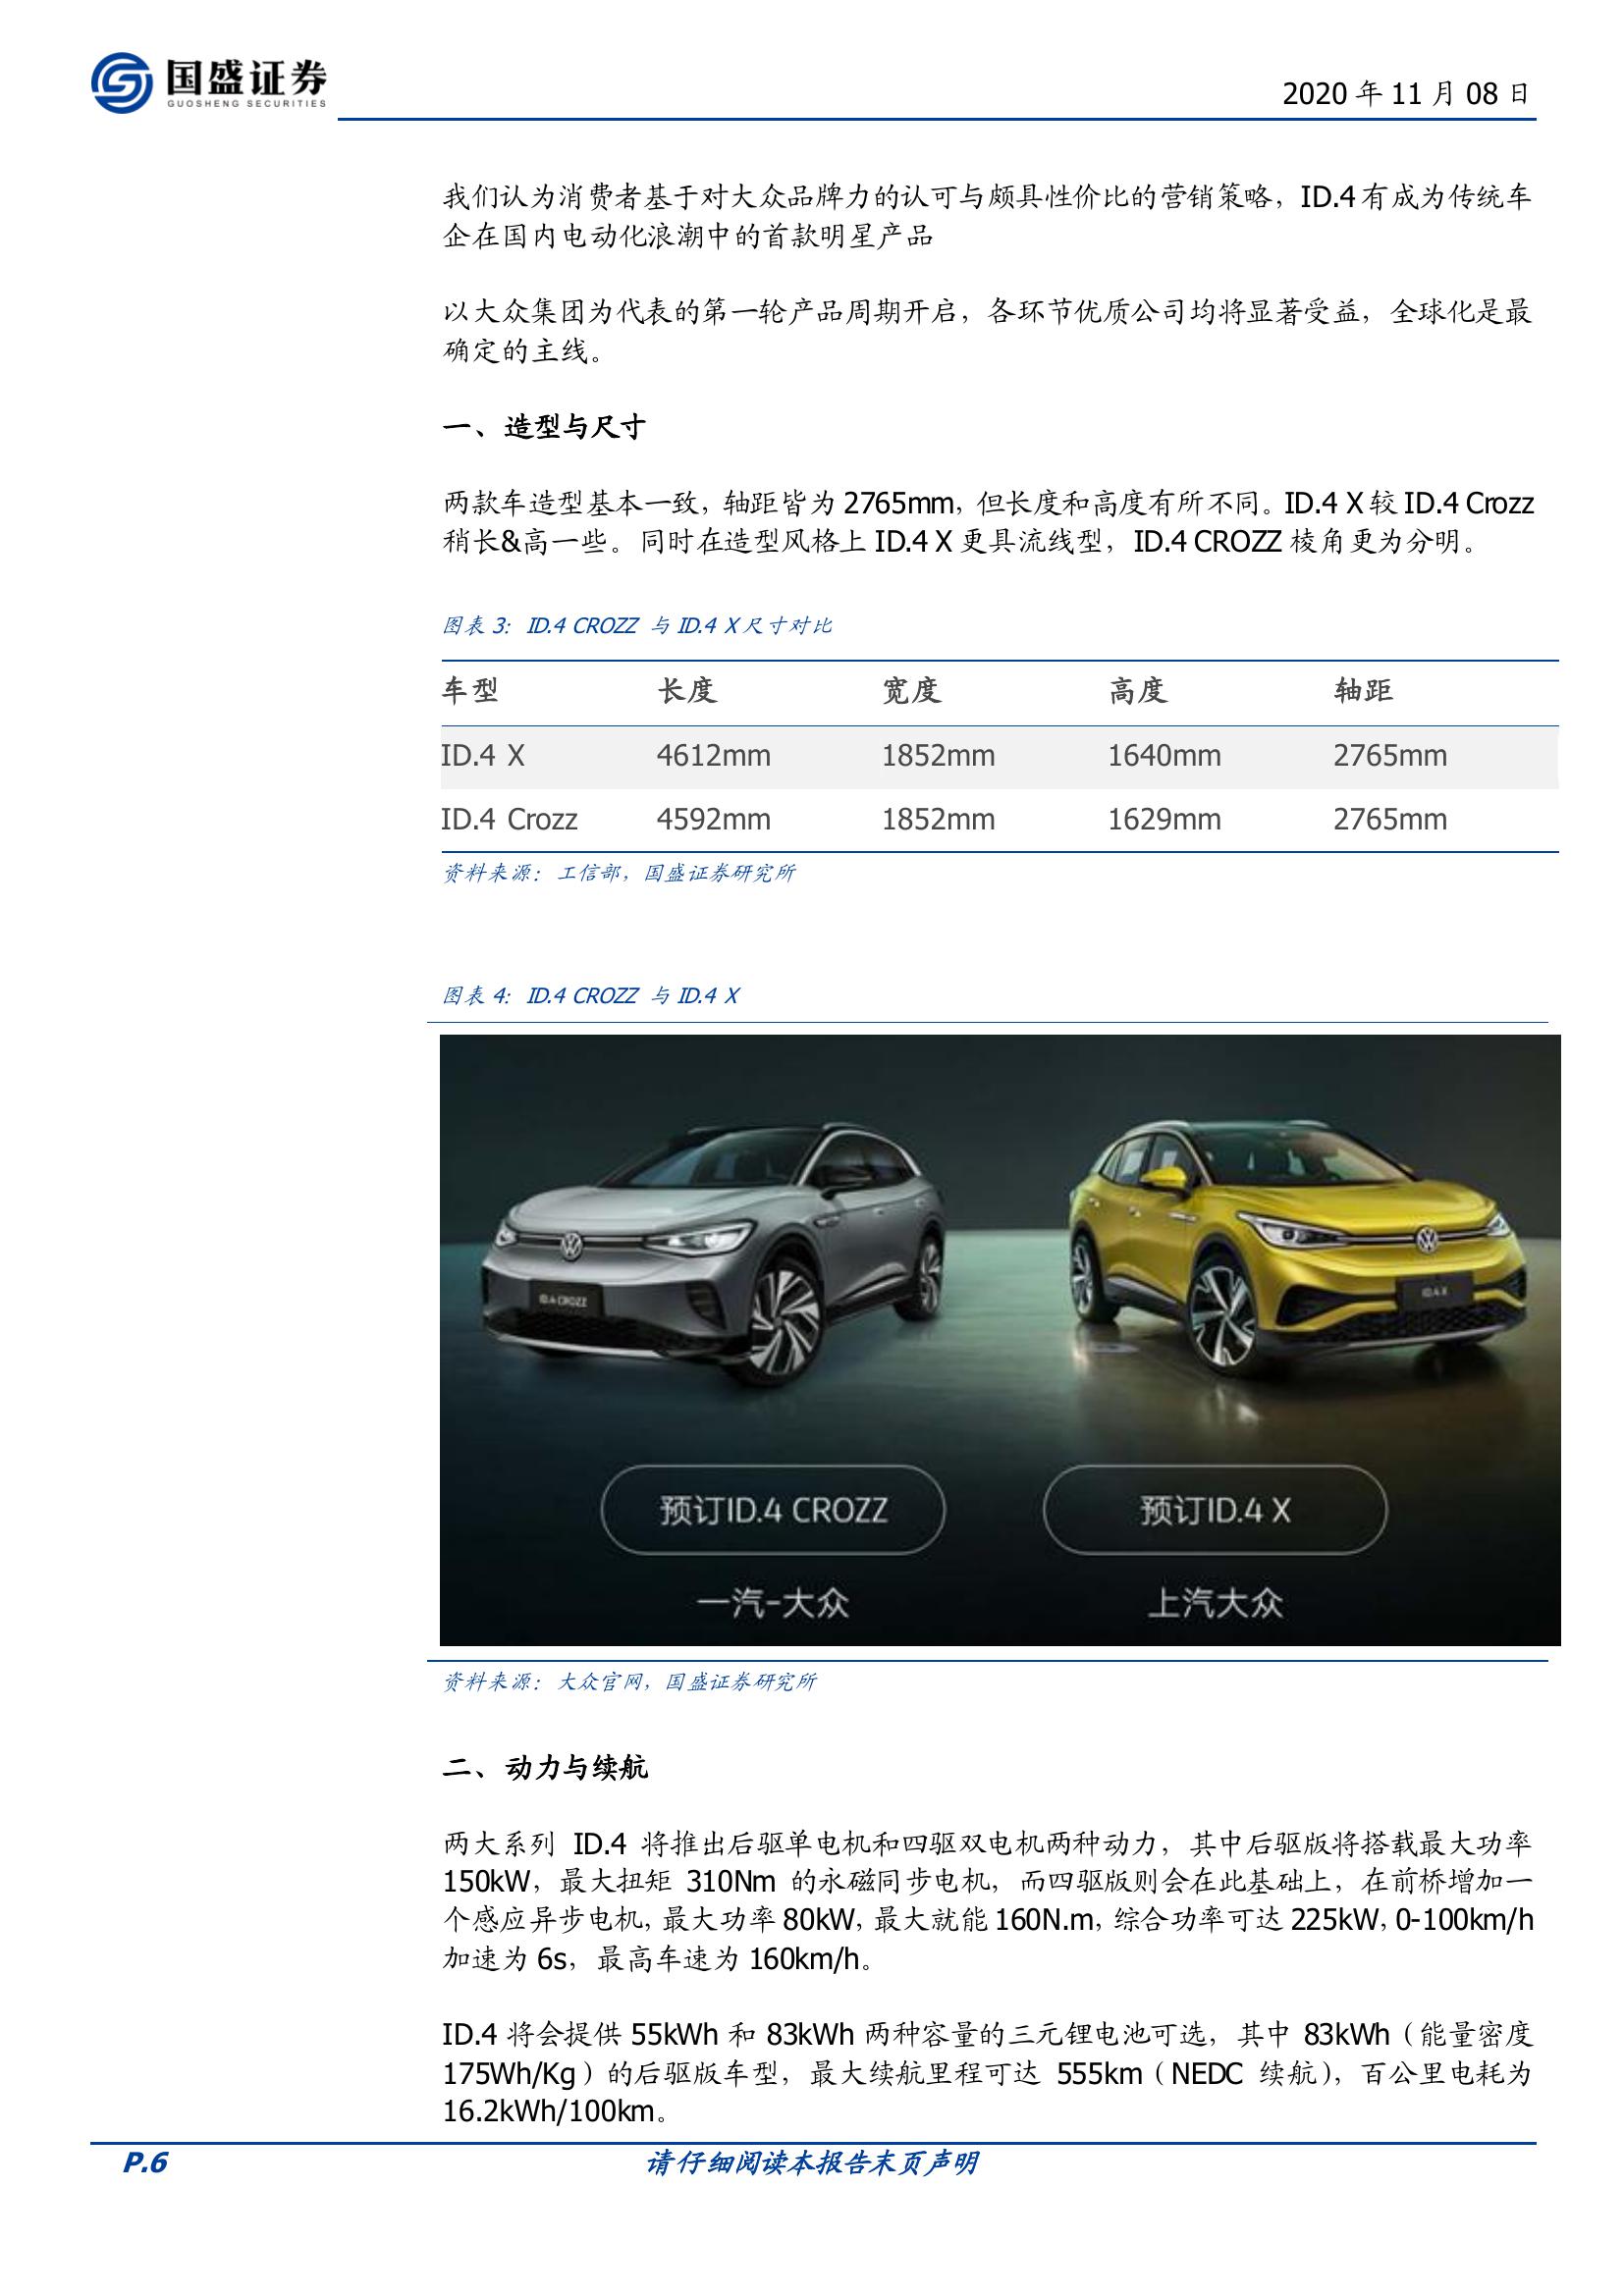 国盛证券
GUOSHENG SECURITIES
2020 年 11 月 08 日
我们认为消费者基于对大众品牌力的认可与颇具性价比的营销策略，ID.4 有成为传统车
企在国内电动化浪潮中的首款明星产品
以大众集团为代表的第一轮产品周期开启，各环节优质公司均将显著受益，全球化是最
确定的主线。
一、造型与尺寸
两款车造型基本一致，轴距皆为 2765mm，但长度和高度有所不同。ID.4 X 较 ID.4 Crozz
稍长&高一些。同时在造型风格上 ID.4 X 更具流线型，ID.4 CROZZ 棱角更为分明。
图表 3：ID.4 CROZZ 与 ID.4 X 尺寸对比
车型 长度 宽度 高度 轴距
ID.4 X 4612mm 1852mm 1640mm 2765mm
ID.4 Crozz 4592mm 1852mm 1629mm 2765mm
资料来源：工信部，国盛证券研究所
图表 4：ID.4 CROZZ 与 ID.4 X
ID.4 CROZZ
ID.4 X
预订ID.4 CROZZ 预订ID.4 X
一汽-大众 上汽大众
资料来源：大众官网，国盛证券研究所
二、动力与续航
两大系列 ID.4 将推出后驱单电机和四驱双电机两种动力，其中后驱版将搭载最大功率
150kW，最大扭矩 310Nm 的永磁同步电机，而四驱版则会在此基础上，在前桥增加一
个感应异步电机，最大功率 80kW，最大就能 160N.m，综合功率可达 225kW，0-100km/h
加速为 6s，最高车速为 160km/h。
ID.4 将会提供 55kWh 和 83kWh 两种容量的三元锂电池可选，其中 83kWh（能量密度
175Wh/Kg）的后驱版车型，最大续航里程可达 555km（NEDC 续航），百公里电耗为
16.2kWh/100km。
P.6 请仔细阅读本报告末页声明